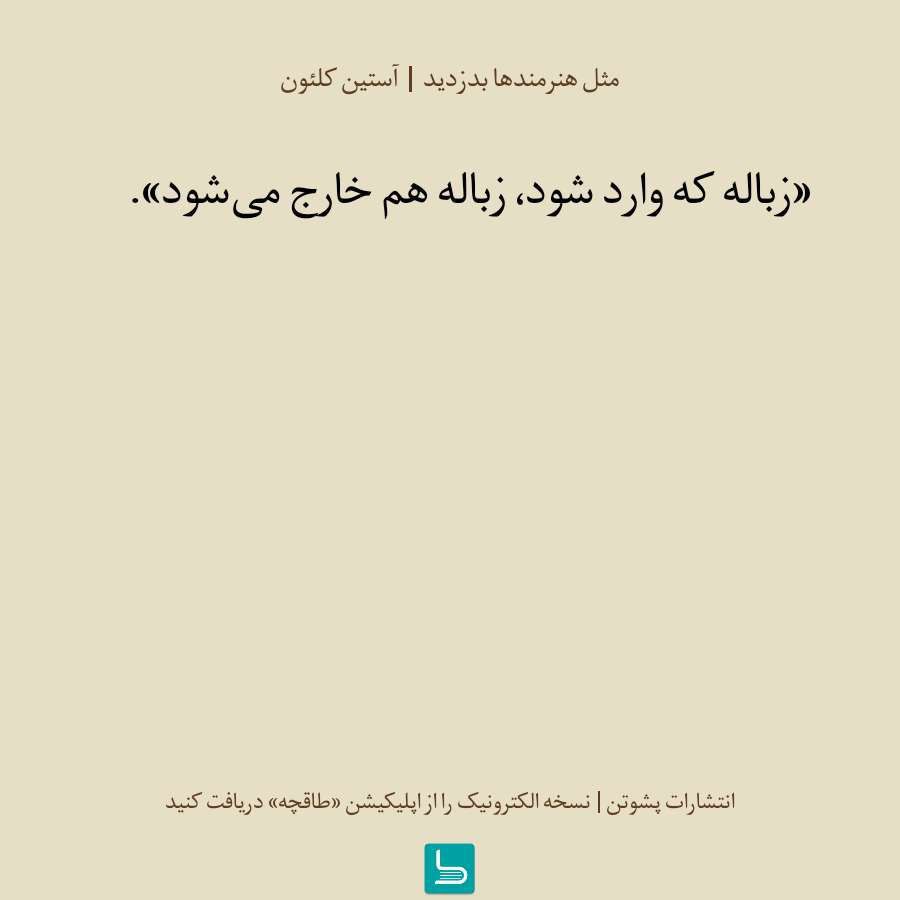 مثل هنرمندها بدزدید | آستین کلئون
«زباله که وارد شود، زباله هم خارج می‌شود».
انتشارات پشوتن | نسخه الکترونیک را از اپلیکیشن «طاقچه» دریافت کنید